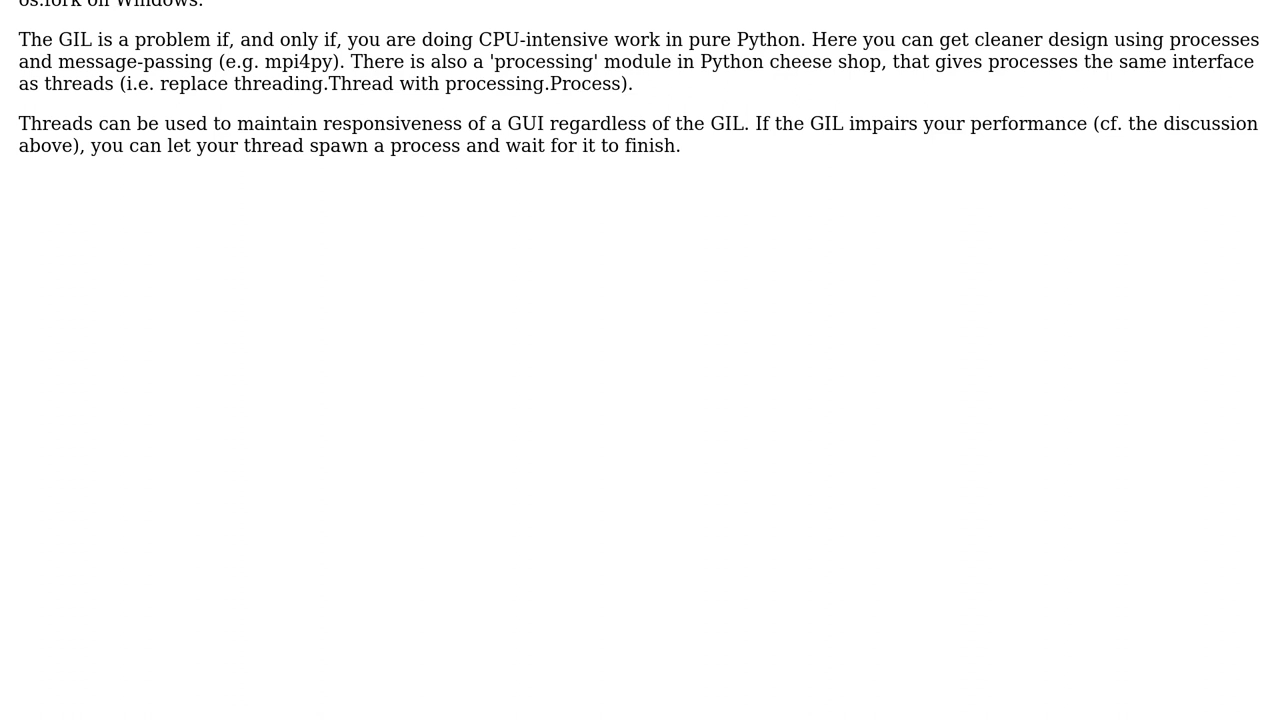 os.fork on Windows.
The GIL is a problem if, and only if, you are doing CPU-intensive work in pure Python. Here you can get cleaner design using processes
and message-passing (e.g. mpi4py). There is also a 'processing' module in Python cheese shop, that gives processes the same interface
as threads (i.e. replace threading.Thread with processing.Process).
Threads can be used to maintain responsiveness of a GUI regardless of the GIL. If the GIL impairs your performance (cf. the discussion
above), you can let your thread spawn a process and wait for it to finish.